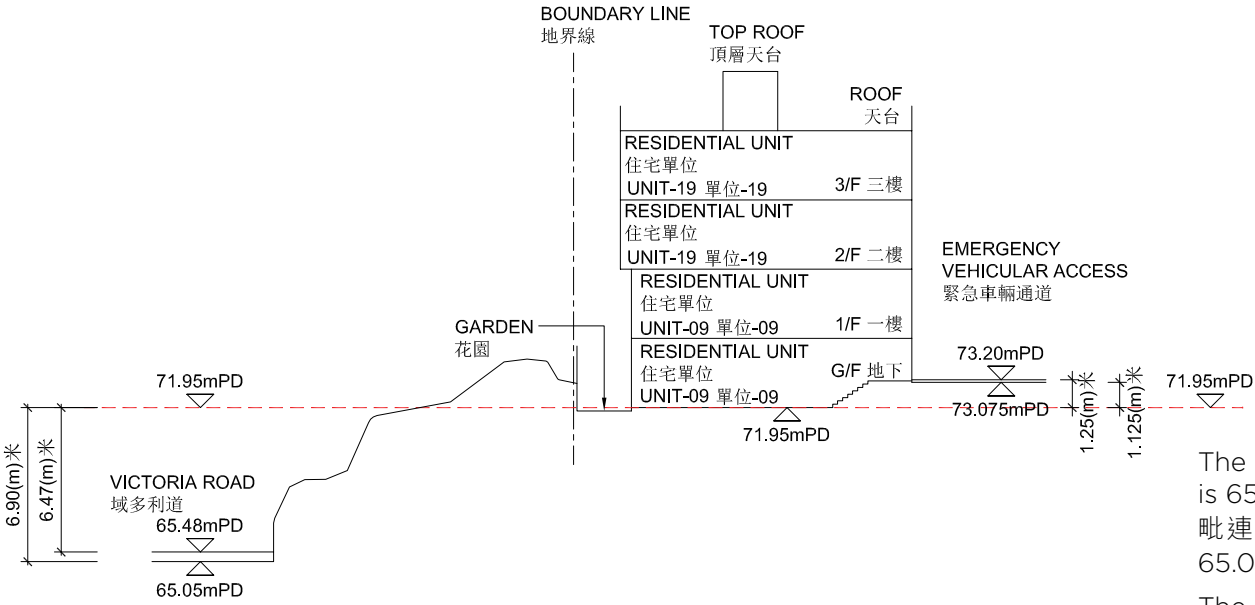 BOUNDARY LINE
地界線
TOP ROOF
頂層天台
ROOF
天台
RESIDENTIAL UNIT
住宅單位
UNIT-19 單位-19
3/F 三樓
RESIDENTIAL UNIT
住宅單位
UNIT-19 單位-19
2/F 二樓
RESIDENTIAL UNIT
住宅單位
UNIT-09 單位-09
1/F 一樓
RESIDENTIAL UNIT
住宅單位
UNIT-09 單位-09
G/F 地下
EMERGENCY
VEHICULAR ACCESS
緊急車輛通道
GARDEN
花園
71.95mPD
73.20mPD
73.075mPD
71.95mPD
71.95mPD
1.25(m)米
1.125(m)米
6.90(m)米
6.47(m)米
VICTORIA ROAD
域多利道
65.48mPD
65.05mPD
The
is 65
毗連
65.0
The